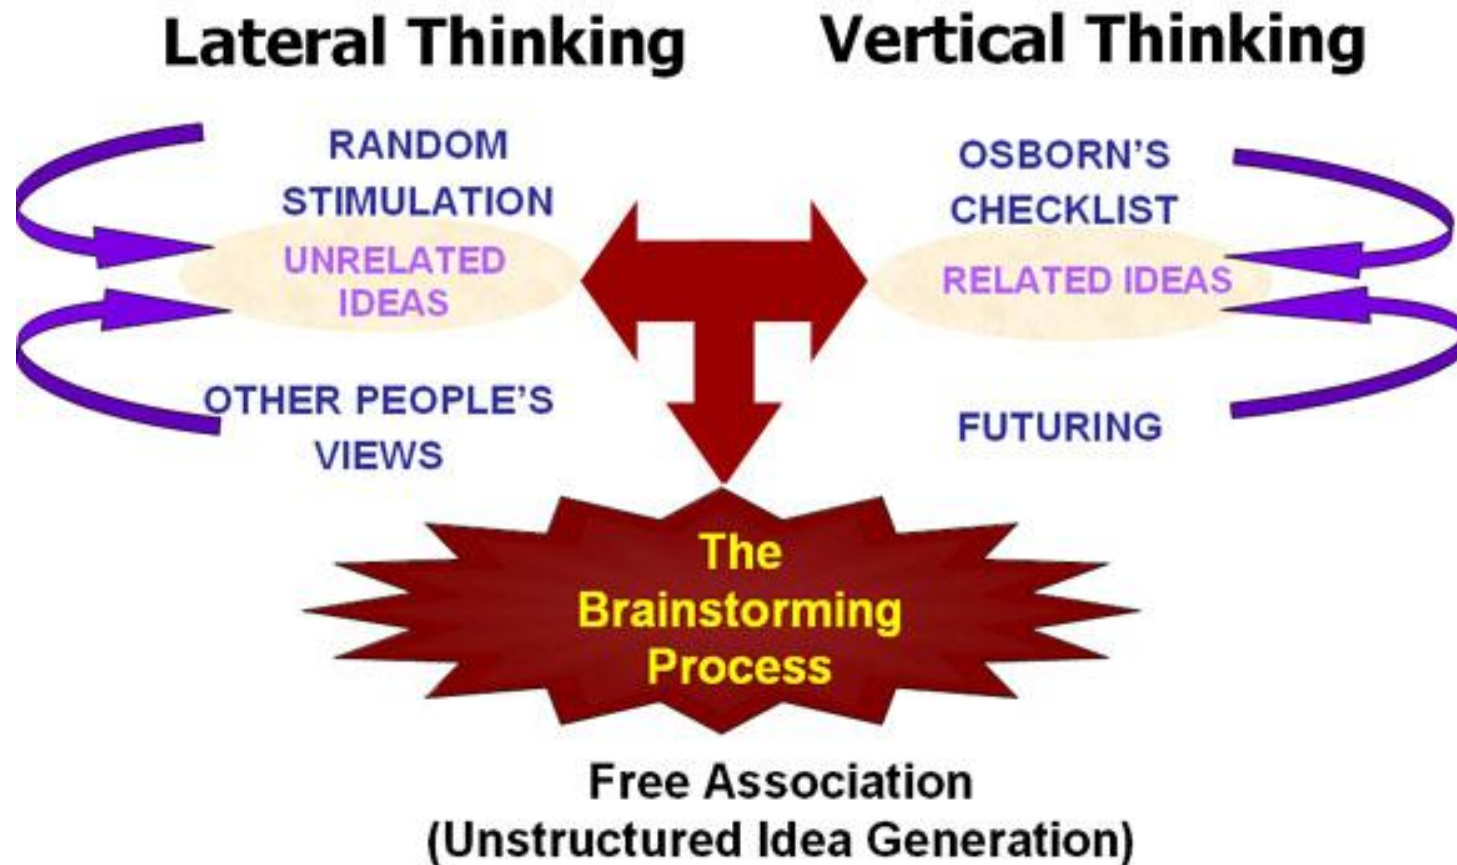 Lateral Thinking
Vertical Thinking
RANDOM
STIMULATION
UNRELATED
IDEAS
OTHER PEOPLE'S
VIEWS
OSBORN'S
CHECKLIST
RELATED IDEAS
FUTURING
The
Brainstorming
Process
Free Association
(Unstructured Idea Generation)